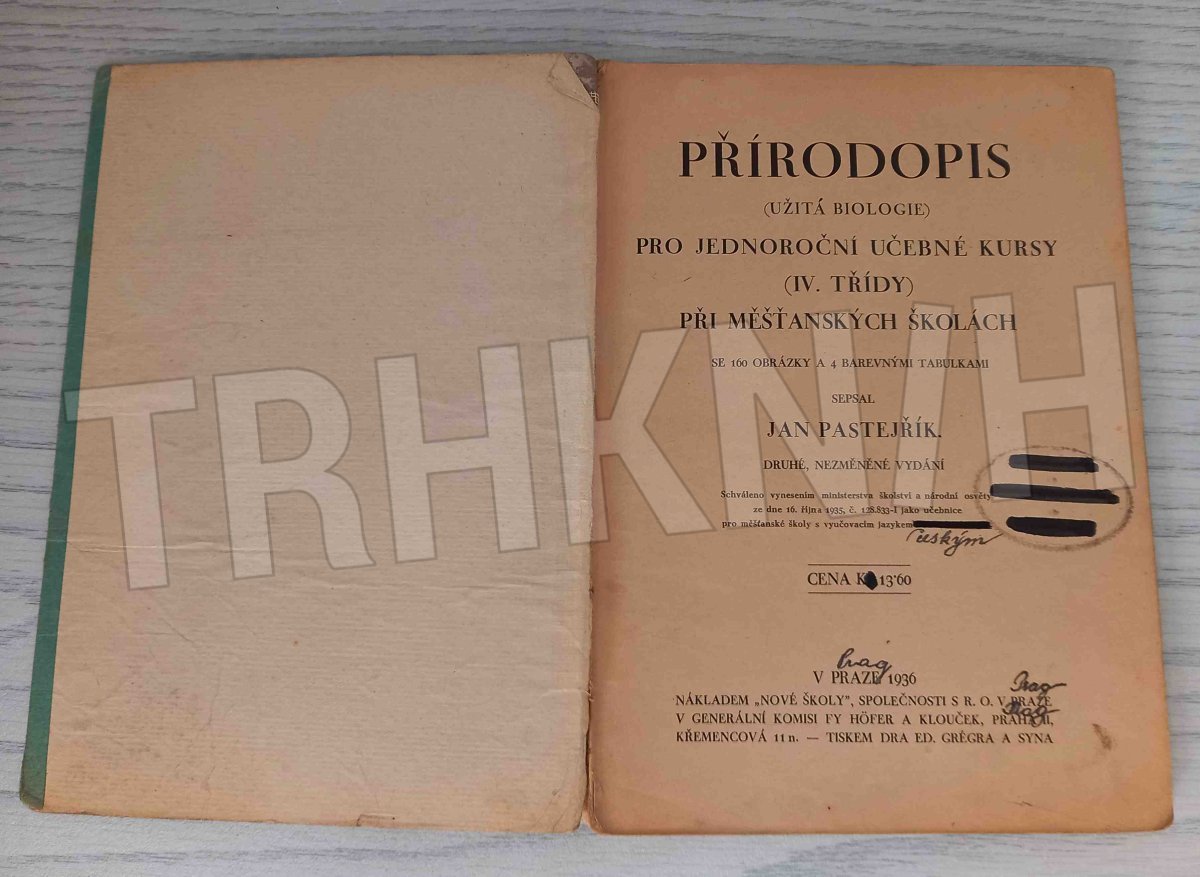 PŘÍRODOPIS
(UŽITÁ BIOLOGIE)
PRO JEDNOROČNÍ UČEBNÉ KURSY
(IV. TŘÍDY)
PŘI MĚŠŤANSKÝCH ŠKOLÁCH
SE 160 OBRÁZKY A 4 BAREVNÝMI TABULKAMI
SEPSAL
JAN PASTEJŘÍK.
DRUHÉ, NEZMĚNĚNÉ VYDÁNÍ
Schváleno vynesením ministerstva školství a národní osvěty
ze dne 16. října 1935, č. 128.833-I jako učebnice
pro měšťanské školy s vyučovacím jazykem
českým
CENA K 13·60
Prag
V PRAZE 1936
Prag
NÁKLADEM „NOVÉ ŠKOLY”, SPOLEČNOSTI S R. O. V PRAZE
Prag
V GENERÁLNÍ KOMISI FY HÖFER A KLOUČEK, PRAHA II,
KŘEMENCOVÁ 11 n. — TISKEM DRA ED. GRÉGRA A SYNA
TRHKNIH